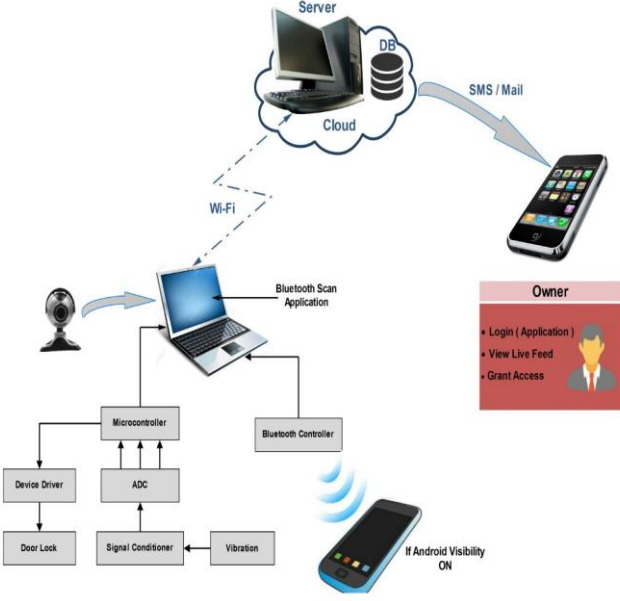 Server
DB
SMS / Mail
Cloud
Wi-Fi
Bluetooth Scan
Application
Owner
• Login ( Application )
• View Live Feed
• Grant Access
Microcontroller
Bluetooth Controller
Device Driver
ADC
Door Lock
Signal Conditioner
Vibration
If Android Visibility
ON